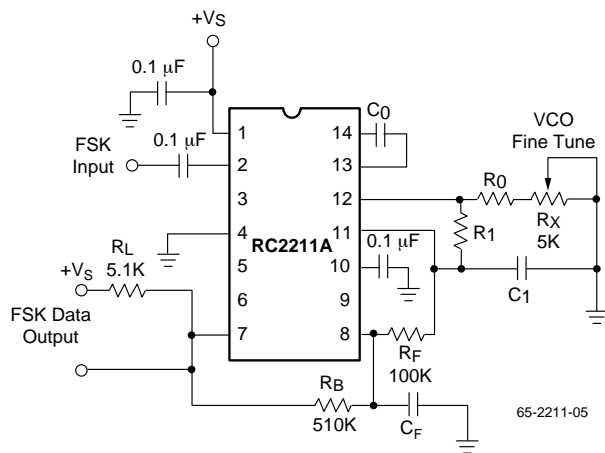 +VS
0.1 μF
0.1 μF
FSK
Input
RC2211A
1
2
3
4
5
6
7
14
13
12
11
10
9
8
C0
VCO
Fine Tune
R0
RX
5K
R1
0.1 μF
C1
RL
5.1K
+VS
FSK Data
Output
RF
100K
RB
510K
CF
65-2211-05